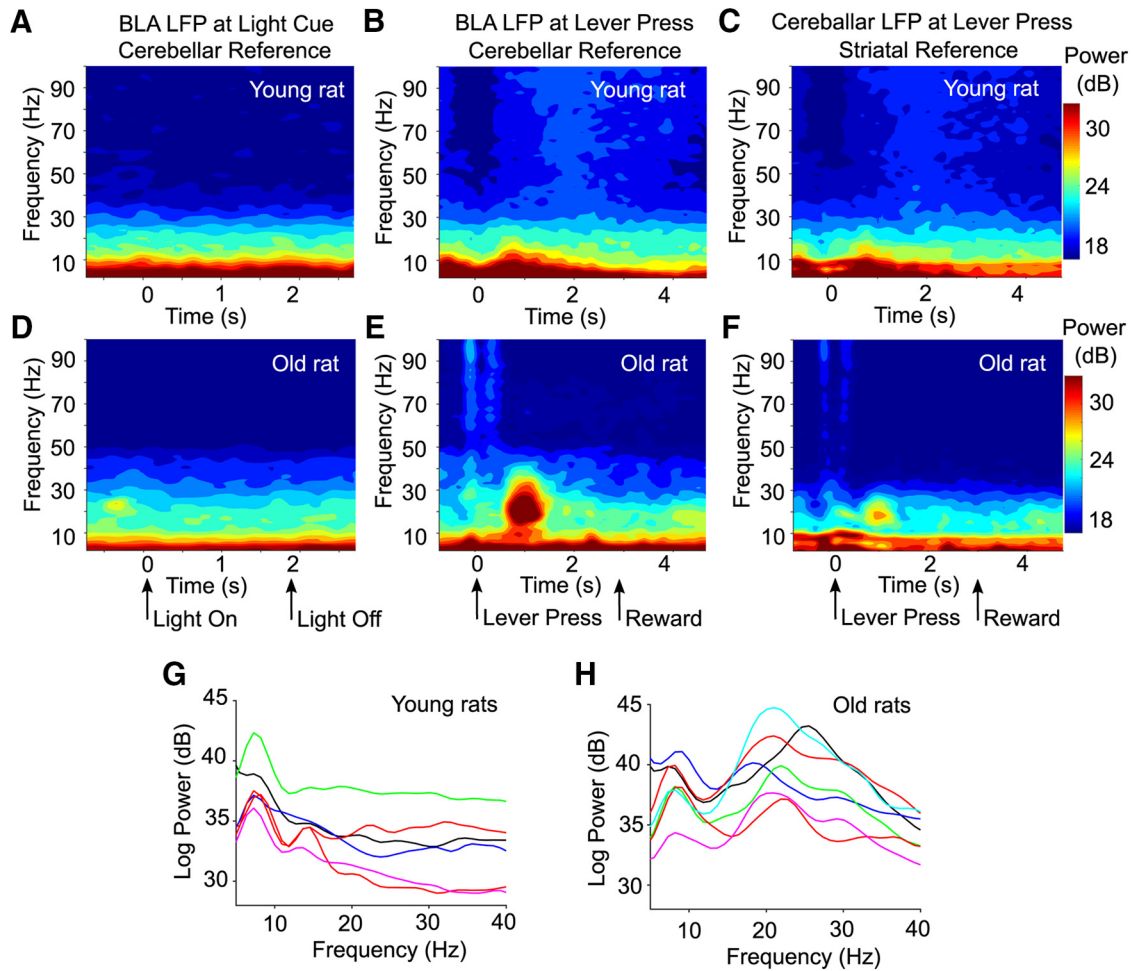 A
BLA LFP at Light Cue
Cerebellar Reference
B
BLA LFP at Lever Press
Cerebellar Reference
C
Cereballar LFP at Lever Press
Striatal Reference
Power
(dB)
30
24
18
Young rat
90
70
50
30
10
Frequency (Hz)
0
1
2
Time (s)
Young rat
90
70
50
30
10
Frequency (Hz)
0
2
4
Time (s)
Young rat
90
70
50
30
10
Frequency (Hz)
0
2
4
Time (s)
D
Old rat
90
70
50
30
10
Frequency (Hz)
0
1
2
Time (s)
Light On
Light Off
E
Old rat
90
70
50
30
10
Frequency (Hz)
0
2
4
Time (s)
Lever Press
Reward
F
Old rat
90
70
50
30
10
Frequency (Hz)
0
2
4
Time (s)
Lever Press
Reward
Power
(dB)
30
24
18
G
Young rats
45
40
35
30
Log Power (dB)
10
20
30
40
Frequency (Hz)
H
Old rats
45
40
35
30
Log Power (dB)
10
20
30
40
Frequency (Hz)